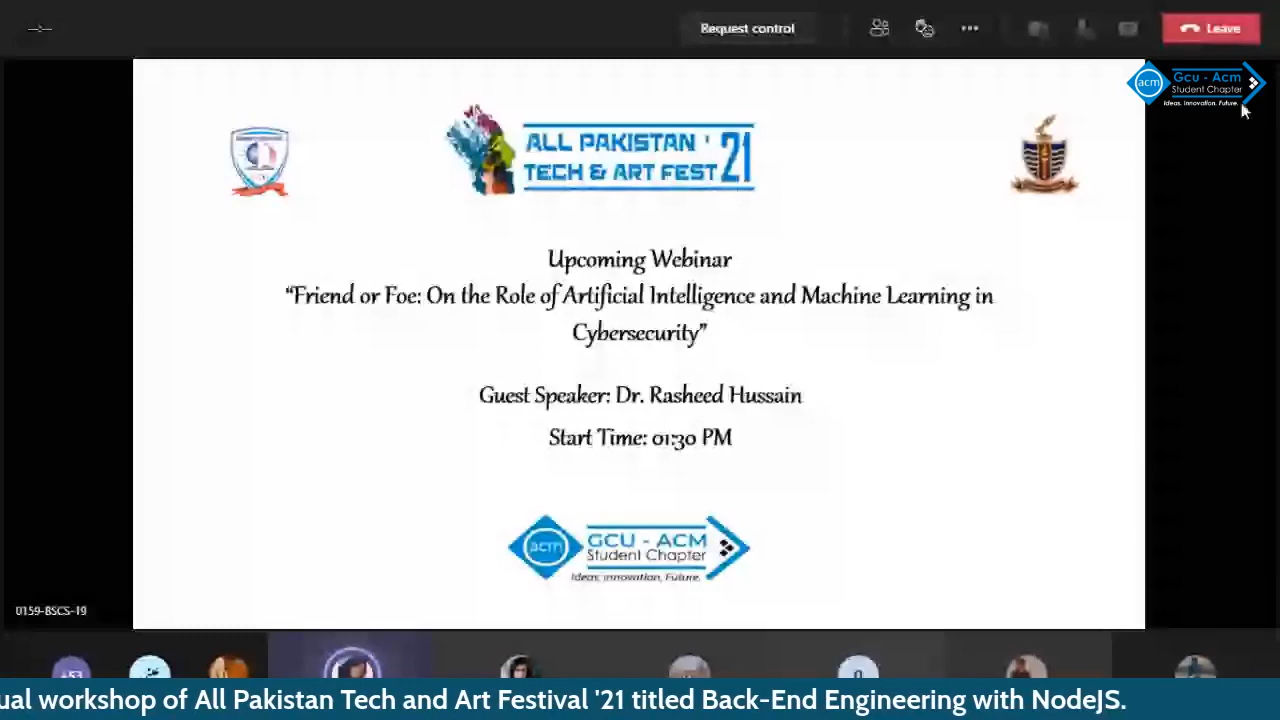 Request control
Leave
acm
Gcu - Acm
Student Chapter
Ideas. Innovation. Future.
ALL PAKISTAN '
TECH & ART FEST 21
Upcoming Webinar
“Friend or Foe: On the Role of Artificial Intelligence and Machine Learning in
Cybersecurity”
Guest Speaker: Dr. Rasheed Hussain
Start Time: 01:30 PM
acm
GCU - ACM
Student Chapter
Ideas, Innovation, Future.
0159-BSCS-19
ual workshop of All Pakistan Tech and Art Festival '21 titled Back-End Engineering with NodeJS.